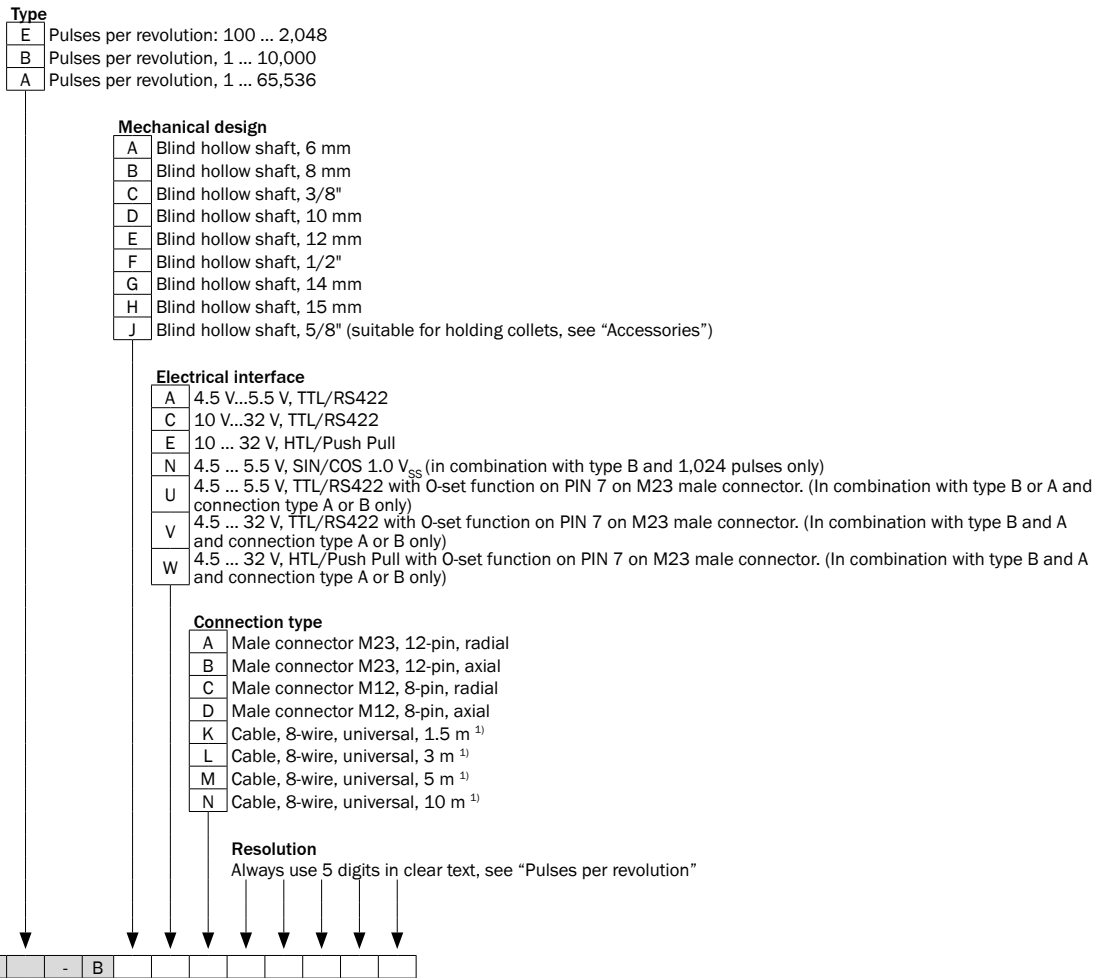 Type
E Pulses per revolution: 100 ... 2,048
B Pulses per revolution, 1 ... 10,000
A Pulses per revolution, 1 ... 65,536
Mechanical design
A Blind hollow shaft, 6 mm
B Blind hollow shaft, 8 mm
C Blind hollow shaft, 3/8"
D Blind hollow shaft, 10 mm
E Blind hollow shaft, 12 mm
F Blind hollow shaft, 1/2"
G Blind hollow shaft, 14 mm
H Blind hollow shaft, 15 mm
J Blind hollow shaft, 5/8" (suitable for holding collets, see “Accessories”)
Electrical interface
A 4.5 V...5.5 V, TTL/RS422
C 10 V...32 V, TTL/RS422
E 10 ... 32 V, HTL/Push Pull
N 4.5 ... 5.5 V, SIN/COS 1.0 VSS (in combination with type B and 1,024 pulses only)
U 4.5 ... 5.5 V, TTL/RS422 with O-set function on PIN 7 on M23 male connector. (In combination with type B or A and
connection type A or B only)
V 4.5 ... 32 V, TTL/RS422 with O-set function on PIN 7 on M23 male connector. (In combination with type B and A
and connection type A or B only)
W 4.5 ... 32 V, HTL/Push Pull with O-set function on PIN 7 on M23 male connector. (In combination with type B and A
and connection type A or B only)
Connection type
A Male connector M23, 12-pin, radial
B Male connector M23, 12-pin, axial
C Male connector M12, 8-pin, radial
D Male connector M12, 8-pin, axial
K Cable, 8-wire, universal, 1.5 m 1)
L Cable, 8-wire, universal, 3 m 1)
M Cable, 8-wire, universal, 5 m 1)
N Cable, 8-wire, universal, 10 m 1)
Resolution
Always use 5 digits in clear text, see “Pulses per revolution”
- B